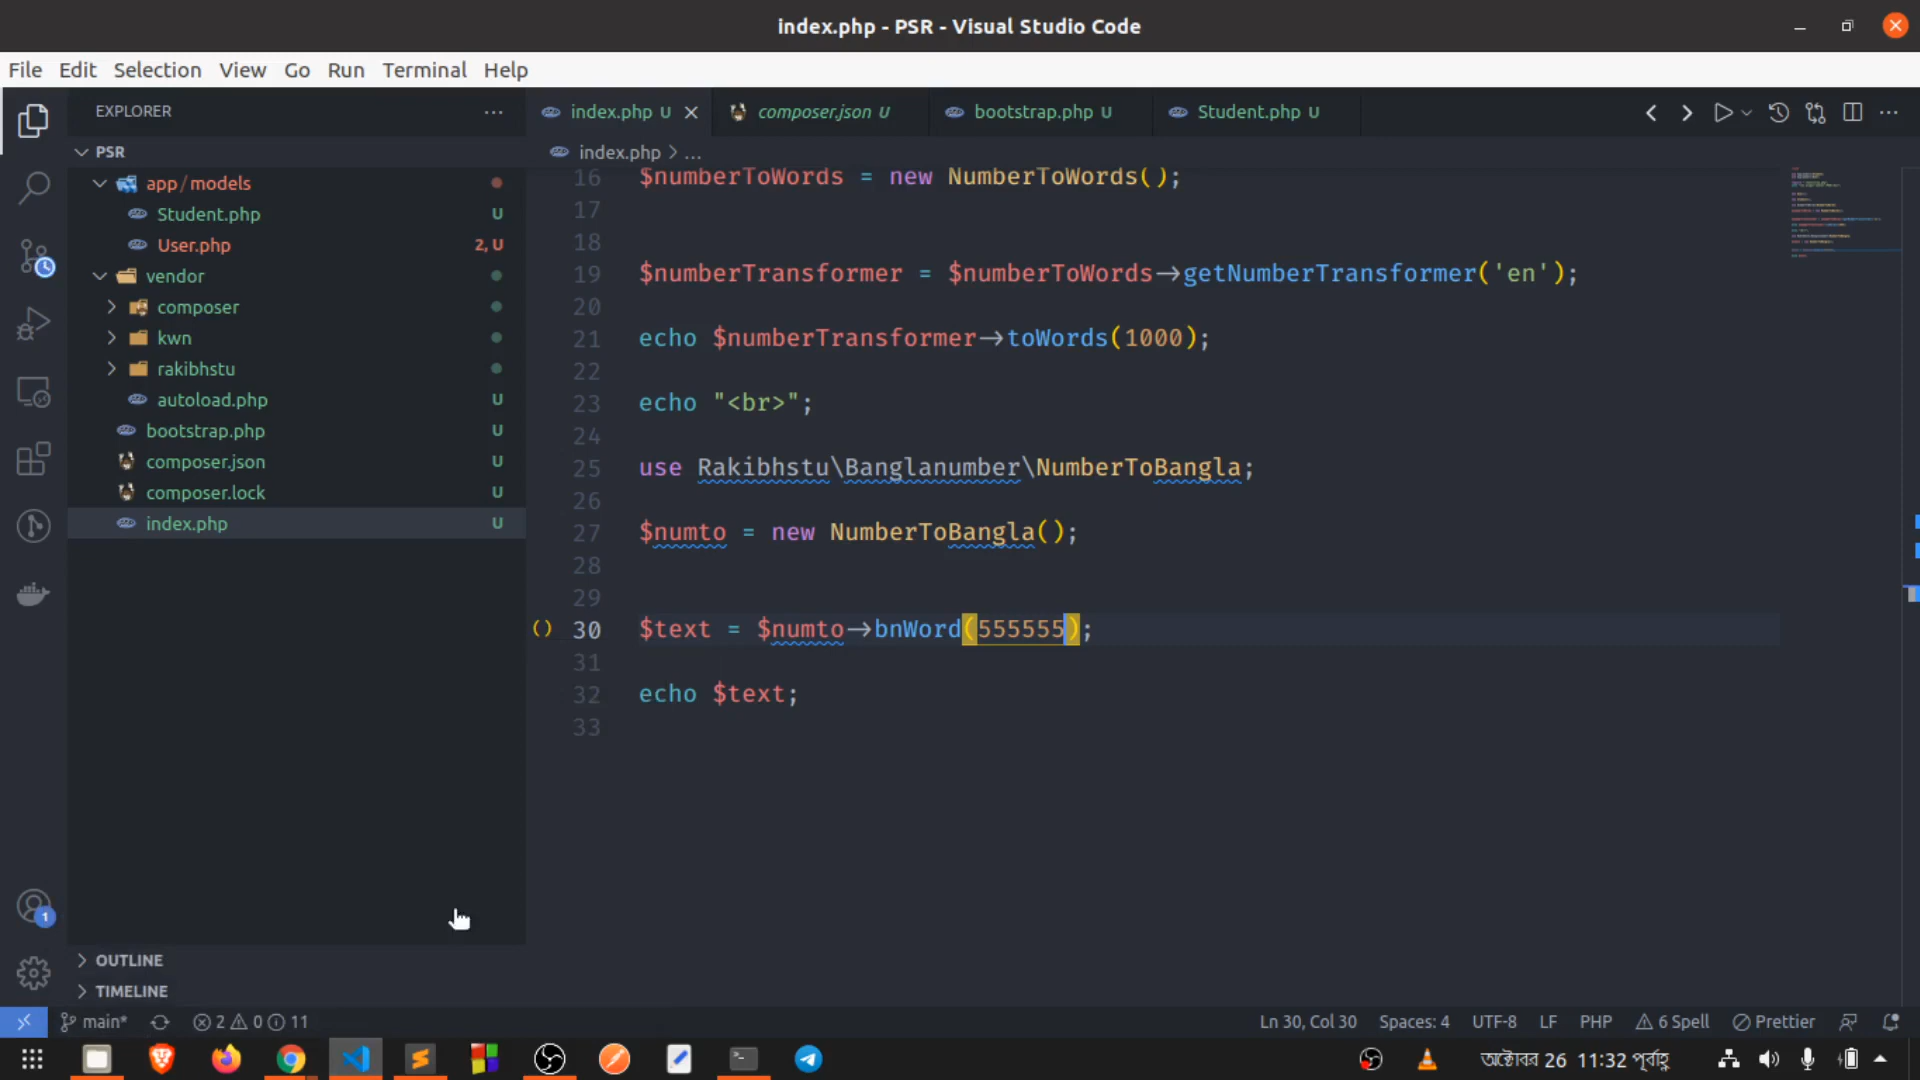 index.php - PSR - Visual Studio Code
File Edit Selection View Go Run Terminal Help
EXPLORER
PSR
app/models
Student.php U
User.php 2, U
vendor
composer
kwn
rakibhstu
autoload.php U
bootstrap.php U
composer.json U
composer.lock U
index.php U
OUTLINE
TIMELINE
index.php U composer.json U bootstrap.php U Student.php U
index.php > ...
16 $numberToWords = new NumberToWords();
17
18
19 $numberTransformer = $numberToWords->getNumberTransformer('en');
20
21 echo $numberTransformer->toWords(1000);
22
23 echo "<br>";
24
25 use Rakibhstu\Banglanumber\NumberToBangla;
26
27 $numto = new NumberToBangla();
28
29
30 $text = $numto->bnWord(555555);
31
32 echo $text;
33
1
main* 2 0 11 Ln 30, Col 30 Spaces: 4 UTF-8 LF PHP 6 Spell Prettier
অক্টোবর 26 11:32 পূর্বাহ্ণ